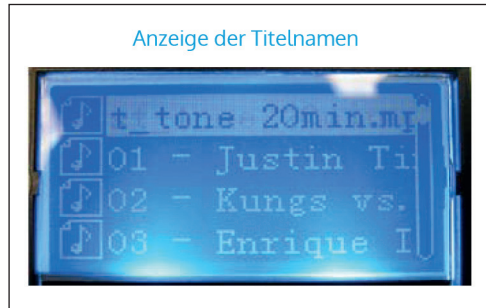 Anzeige der Titelnamen
t_tone 20min.mp
01 - Justin Ti
02 - Kungs vs.
03 - Enrique I